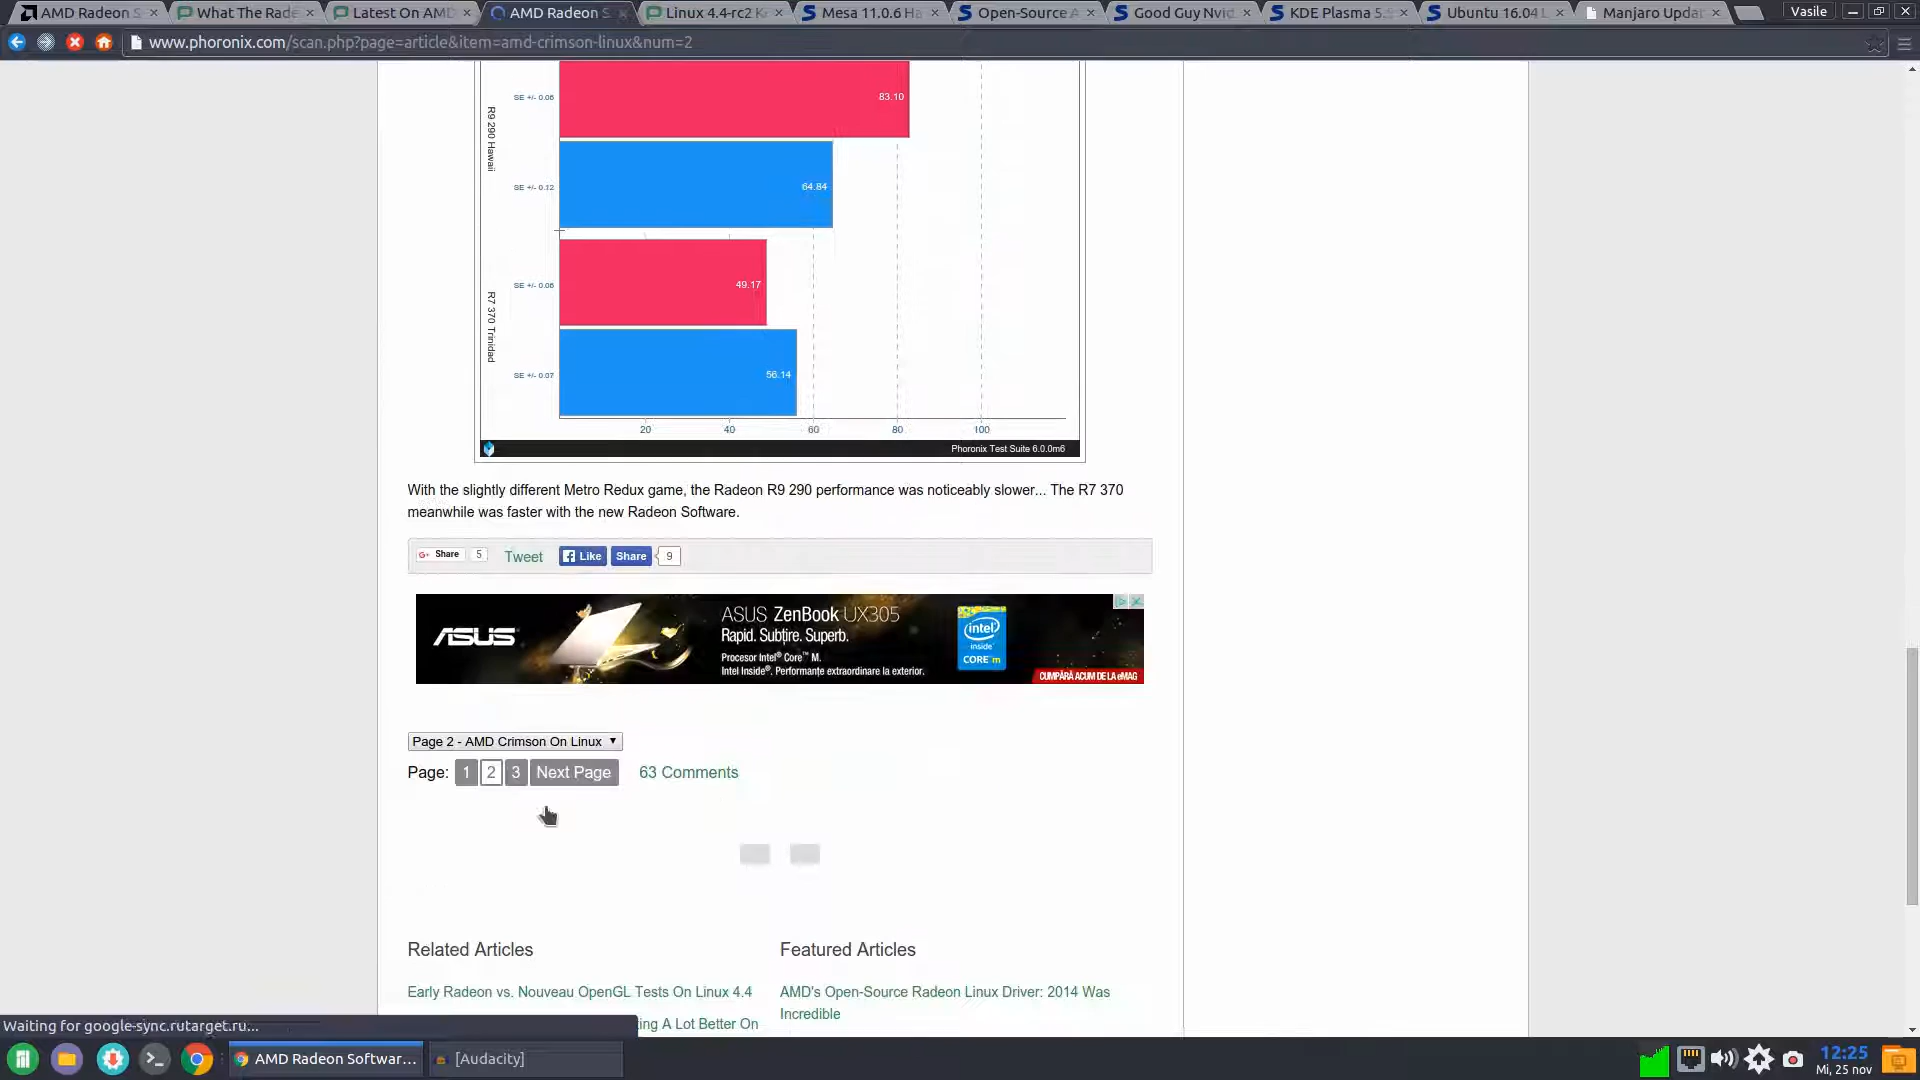 AMD Radeon S
What The Rade
Latest On AMD
AMD Radeon S
Linux 4.4-rc2 K
Mesa 11.0.6 Ha
Open-Source A
Good Guy Nvid
KDE Plasma 5.5
Ubuntu 16.04 L
Manjaro Updat
Vasile
www.phoronix.com/scan.php?page=article&item=amd-crimson-linux&num=2
R9 290 Hawaii
SE +/- 0.06
83.10
SE +/- 0.12
64.84
R7 370 Trinidad
SE +/- 0.06
49.17
SE +/- 0.07
56.14
20 40 60 80 100
Phoronix Test Suite 6.0.0m6
With the slightly different Metro Redux game, the Radeon R9 290 performance was noticeably slower... The R7 370
meanwhile was faster with the new Radeon Software.
G+ Share 5 Tweet Like Share 9
ASUS
ASUS ZenBook UX305
Rapid. Subțire. Superb.
Procesor Intel® Core™ M.
Intel Inside®. Performanțe extraordinare la exterior.
intel
inside
CORE m
CUMPĂRĂ ACUM DE LA eMAG
Page 2 - AMD Crimson On Linux
Page: 1 2 3 Next Page 63 Comments
Related Articles
Featured Articles
Early Radeon vs. Nouveau OpenGL Tests On Linux 4.4
AMD's Open-Source Radeon Linux Driver: 2014 Was
Incredible
ing A Lot Better On
Waiting for google-sync.rutarget.ru...
AMD Radeon Softwar...
[Audacity]
12:25
Mi, 25 nov